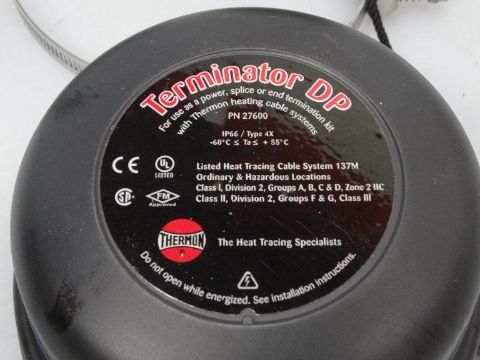 Terminator DP
For use as a power, splice or end termination kit
with Thermon heating cable systems
PN 27600
IP66 / Type 4X
-60°C ≤ Ta ≤ + 55°C
CE UL LISTED
Listed Heat Tracing Cable System 137M
Ordinary & Hazardous Locations
SA FM Approved
Class I, Division 2, Groups A, B, C & D, Zone 2 IIC
Class II, Division 2, Groups F & G, Class III
THERMON
The Heat Tracing Specialists
Do not open while energized. See installation instructions.